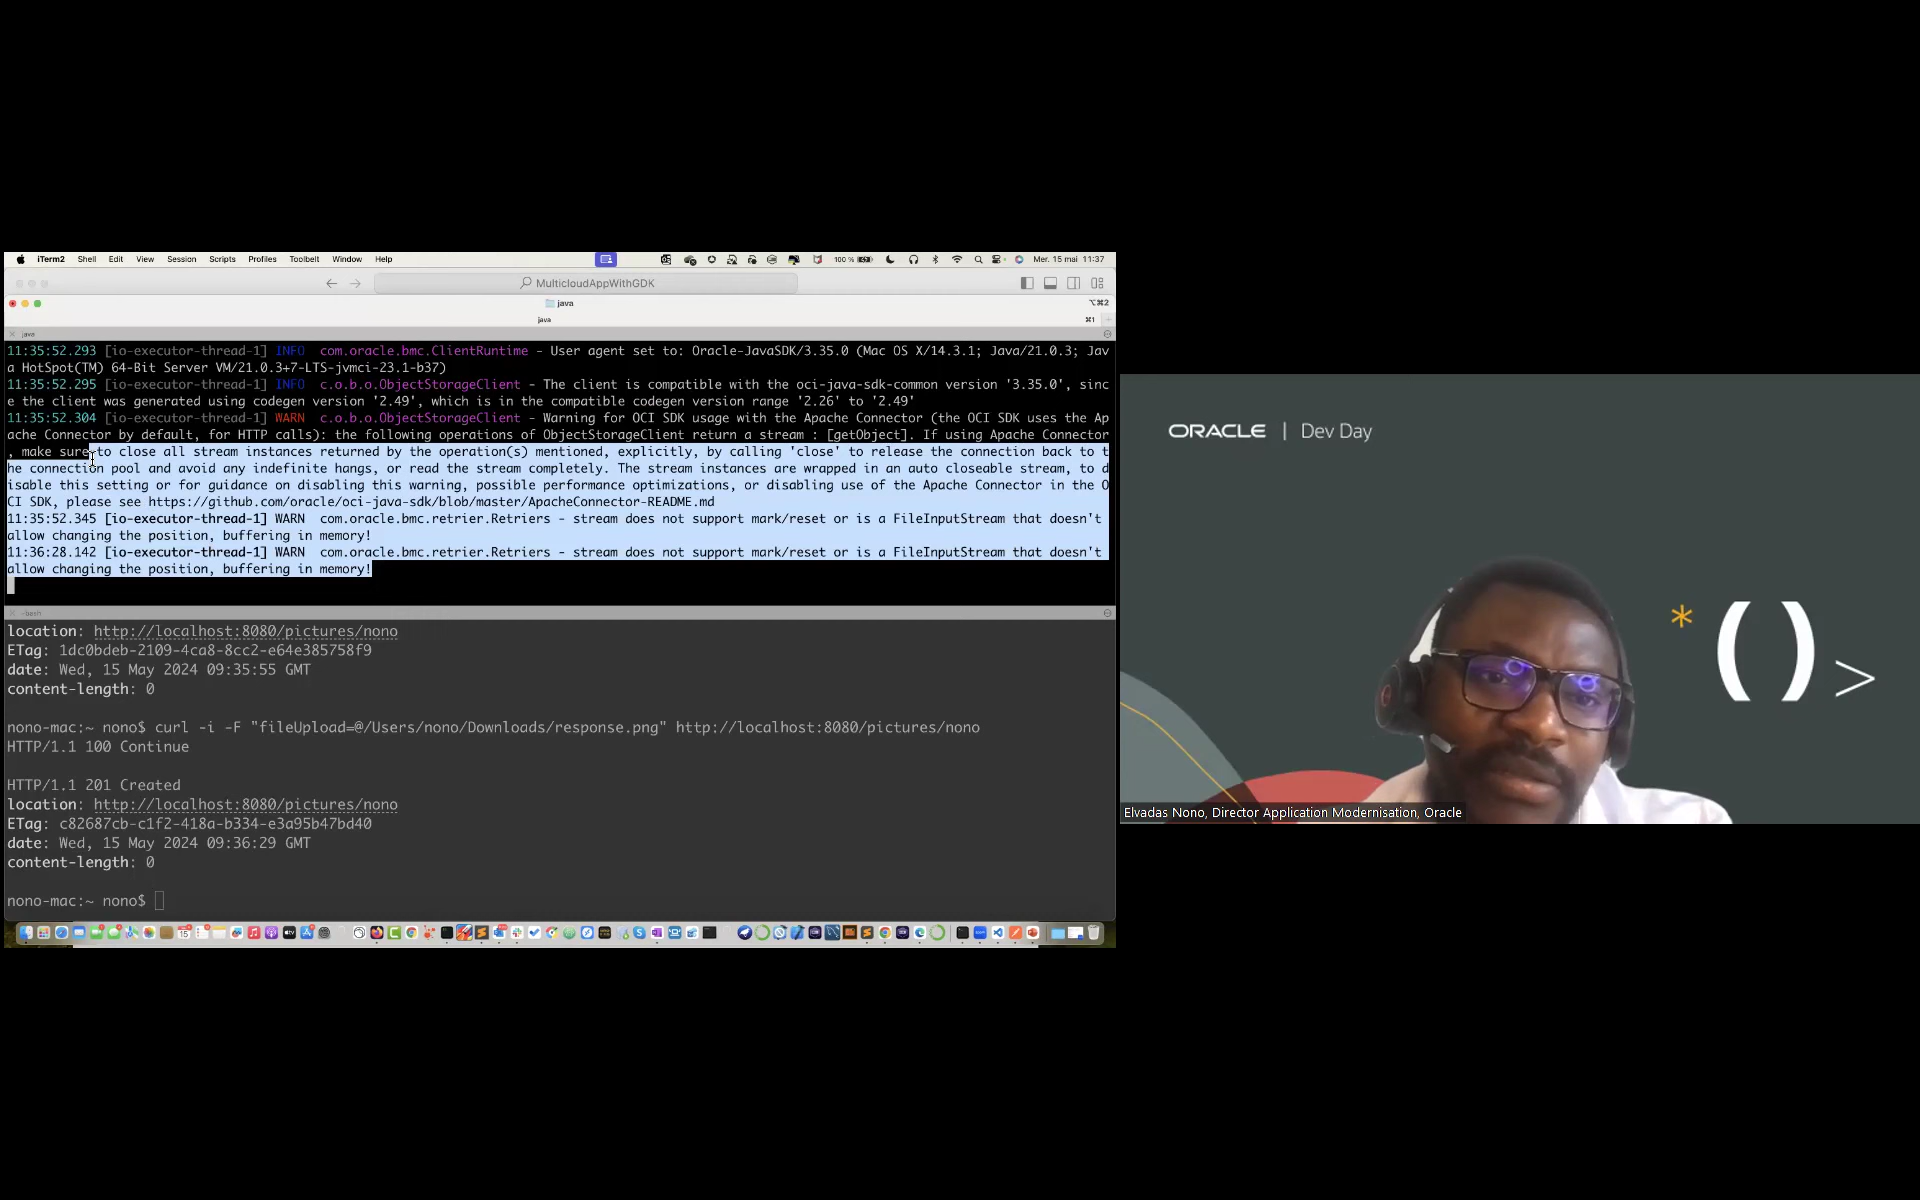 iTerm2 Shell Edit View Session Scripts Profiles Toolbelt Window Help 100 % Mer. 15 mai 11:37
MulticloudAppWithGDK
java
⌥⌘2
java
⌘1
java
11:35:52.293 [io-executor-thread-1] INFO com.oracle.bmc.ClientRuntime - User agent set to: Oracle-JavaSDK/3.35.0 (Mac OS X/14.3.1; Java/21.0.3; Jav
a HotSpot(TM) 64-Bit Server VM/21.0.3+7-LTS-jvmci-23.1-b37)
11:35:52.295 [io-executor-thread-1] INFO c.o.b.o.ObjectStorageClient - The client is compatible with the oci-java-sdk-common version '3.35.0', sinc
e the client was generated using codegen version '2.49', which is in the compatible codegen version range '2.26' to '2.49'
11:35:52.304 [io-executor-thread-1] WARN c.o.b.o.ObjectStorageClient - Warning for OCI SDK usage with the Apache Connector (the OCI SDK uses the Ap
ache Connector by default, for HTTP calls): the following operations of ObjectStorageClient return a stream : [getObject]. If using Apache Connector
, make sure to close all stream instances returned by the operation(s) mentioned, explicitly, by calling 'close' to release the connection back to t
he connection pool and avoid any indefinite hangs, or read the stream completely. The stream instances are wrapped in an auto closeable stream, to d
isable this setting or for guidance on disabling this warning, possible performance optimizations, or disabling use of the Apache Connector in the O
CI SDK, please see https://github.com/oracle/oci-java-sdk/blob/master/ApacheConnector-README.md
11:35:52.345 [io-executor-thread-1] WARN com.oracle.bmc.retrier.Retriers - stream does not support mark/reset or is a FileInputStream that doesn't
allow changing the position, buffering in memory!
11:36:28.142 [io-executor-thread-1] WARN com.oracle.bmc.retrier.Retriers - stream does not support mark/reset or is a FileInputStream that doesn't
allow changing the position, buffering in memory!
-bash
location: http://localhost:8080/pictures/nono
ETag: 1dc0bdeb-2109-4ca8-8cc2-e64e385758f9
date: Wed, 15 May 2024 09:35:55 GMT
content-length: 0
nono-mac:~ nono$ curl -i -F "fileUpload=@/Users/nono/Downloads/response.png" http://localhost:8080/pictures/nono
HTTP/1.1 100 Continue
HTTP/1.1 201 Created
location: http://localhost:8080/pictures/nono
ETag: c82687cb-c1f2-418a-b334-e3a95b47bd40
date: Wed, 15 May 2024 09:36:29 GMT
content-length: 0
nono-mac:~ nono$
ORACLE | Dev Day
* ( ) >
Elvadas Nono, Director Application Modernisation, Oracle